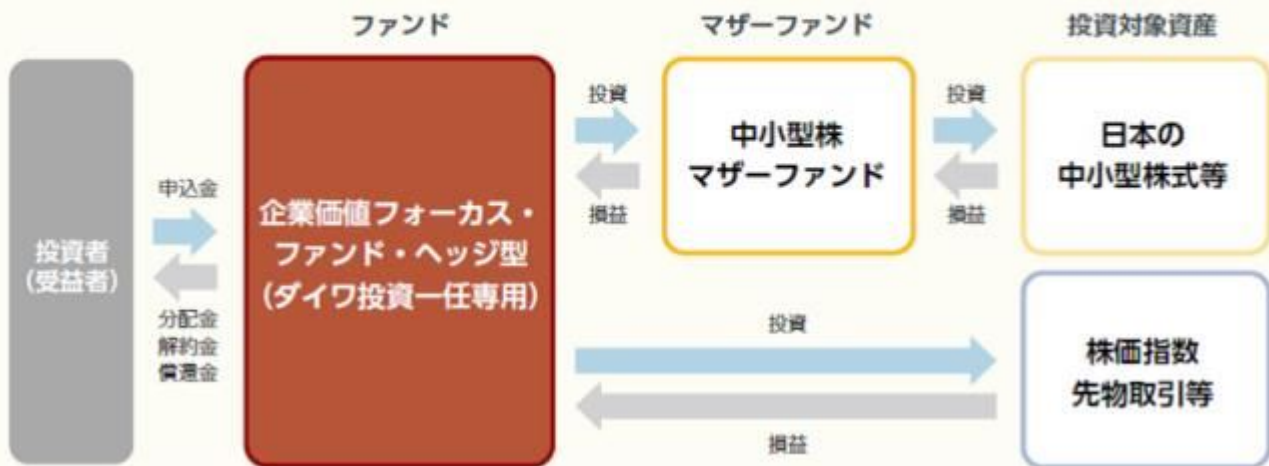 ファンド
マザーファンド
投資対象資産
投資者
(受益者)
申込金
分配金
解約金
償還金
企業価値フォーカス・
ファンド・ヘッジ型
(ダイワ投資一任専用)
投資
損益
中小型株
マザーファンド
投資
損益
日本の
中小型株式等
投資
損益
株価指数
先物取引等